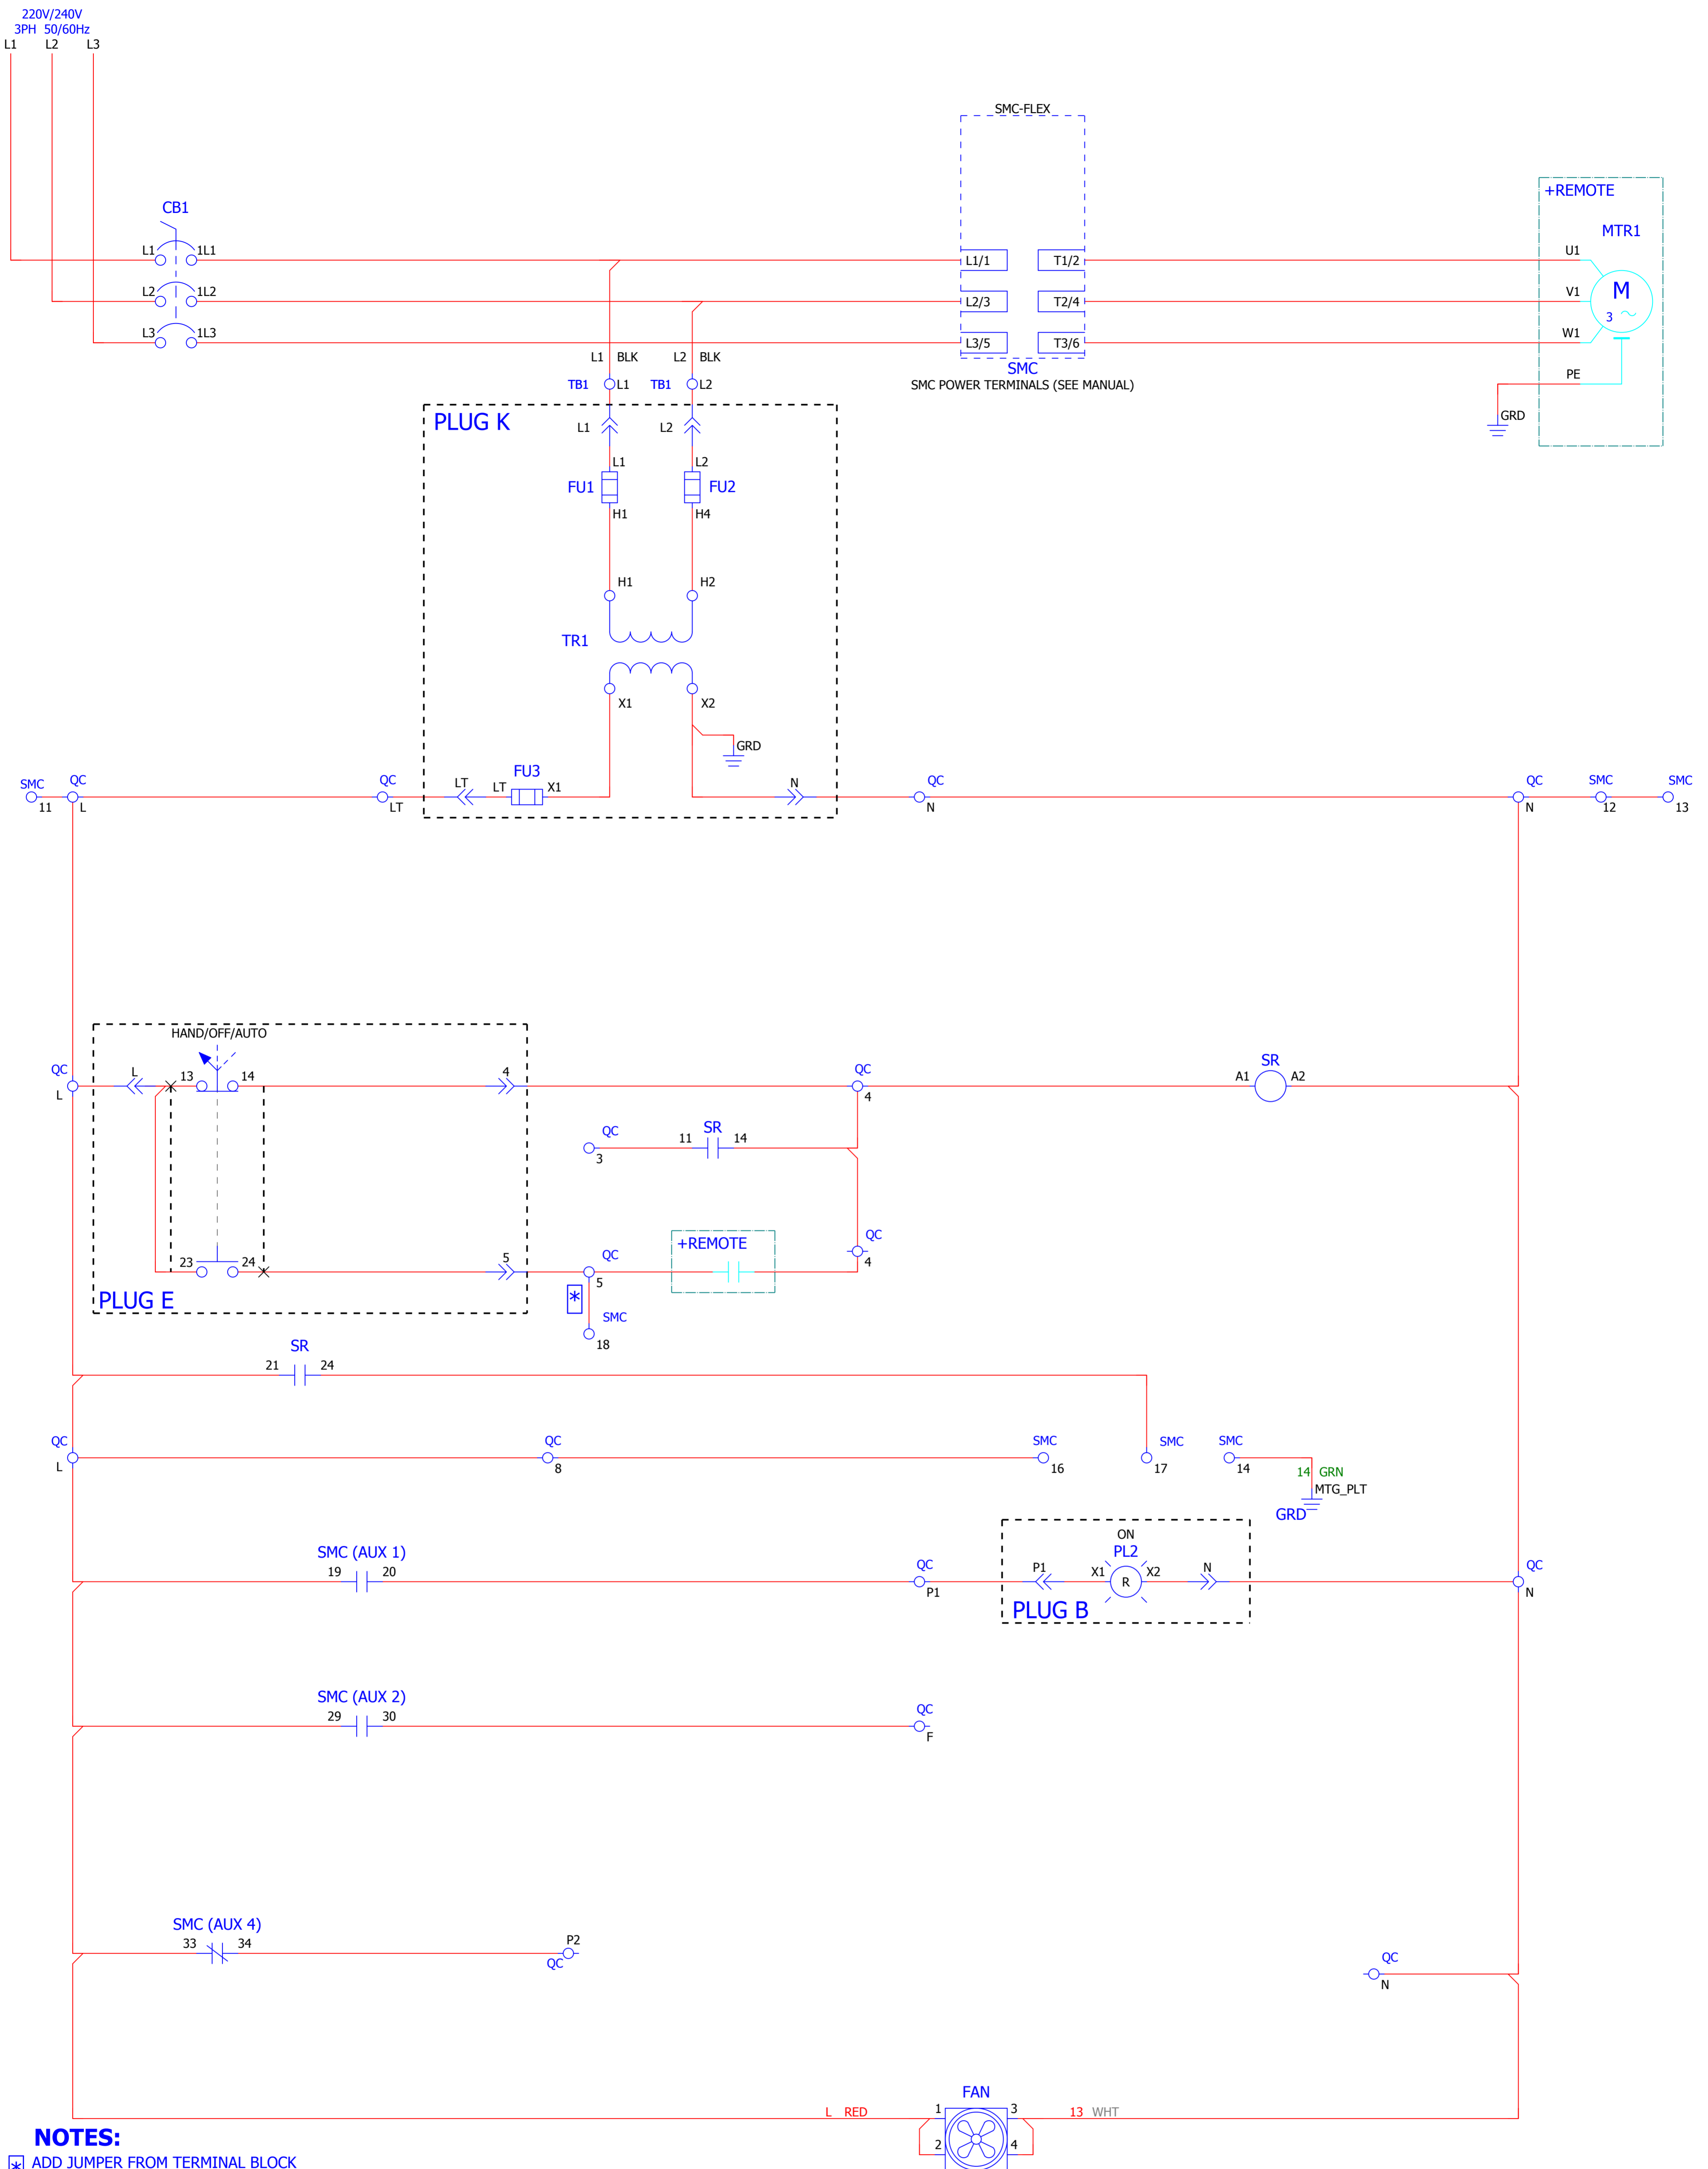 220V/240V
3PH 50/60Hz
L1 L2 L3
SMC-FLEX
+REMOTE
CB1
MTR1
L1 1L1 L1/1 T1/2 U1
L2 1L2 L2/3 T2/4 V1
M
3
L3 1L3 L3/5 T3/6 W1
L1 BLK L2 BLK
SMC
SMC POWER TERMINALS (SEE MANUAL)
PE
TB1 L1 TB1 L2
GRD
PLUG K
L1 L2
L1 L2
FU1 FU2
H1 H4
H1 H2
TR1
X1 X2
GRD
SMC QC QC LT LT FU3 X1 N QC QC SMC SMC
11 L LT N N 12 13
HAND/OFF/AUTO
QC L 13 14 4 QC SR
A1 A2
L 4
QC 11 SR 14
3
+REMOTE QC
23 24 5 QC 4
5
PLUG E
*
SMC
18
SR
21 24
QC QC SMC SMC SMC
L 8 16 17 14
14 GRN
MTG_PLT
GRD
ON
SMC (AUX 1) PL2
19 20 QC P1 X1 R X2 N QC
P1 N
PLUG B
SMC (AUX 2)
29 30 QC
F
SMC (AUX 4)
33 34 P2
QC
QC
N
FAN
L RED 1 3 13 WHT
2 4
NOTES:
* ADD JUMPER FROM TERMINAL BLOCK